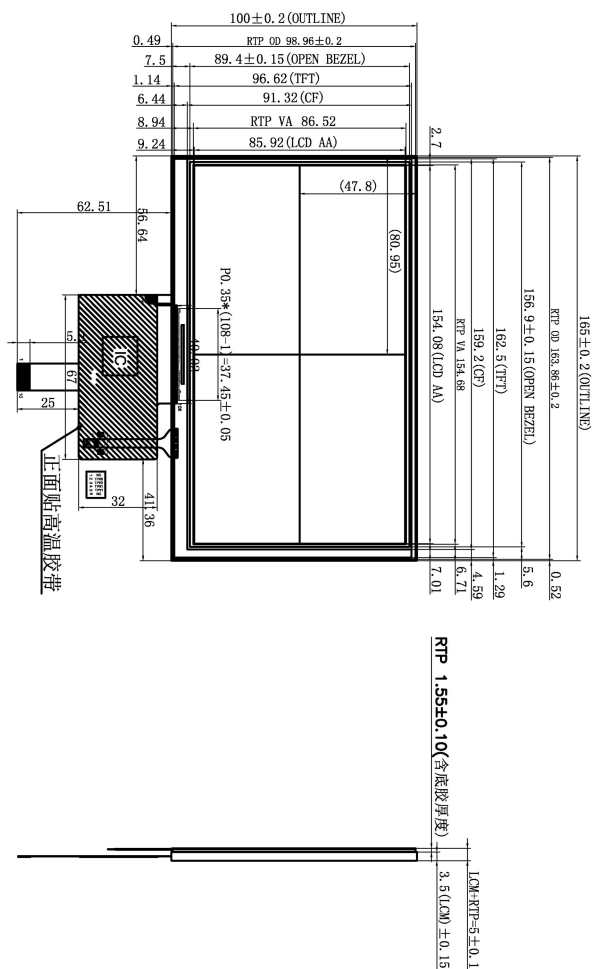 100±0.2(OUTLINE)
0.49
RTP OD 98.96±0.2
7.5
89.4±0.15(OPEN BEZEL)
1.14
96.62(TFT)
6.44
91.32(CF)
8.94
RTP VA 86.52
9.24
85.92(LCD AA)
2.7
(47.8)
(80.95)
62.51
56.64
P0.35*(108-1)=37.45±0.05
IC
67
25
32
41.36
正面贴高温胶带
154.08(LCD AA)
RTP VA 154.68
159.2(CF)
162.5(TFT)
156.9±0.15(OPEN BEZEL)
RTP OD 163.86±0.2
165±0.2(OUTLINE)
7.01
6.71
4.59
1.29
5.6
0.52
RTP 1.55±0.10(含底胶厚度)
3.5(LCM)±0.15
LCM+RTP=5±0.1